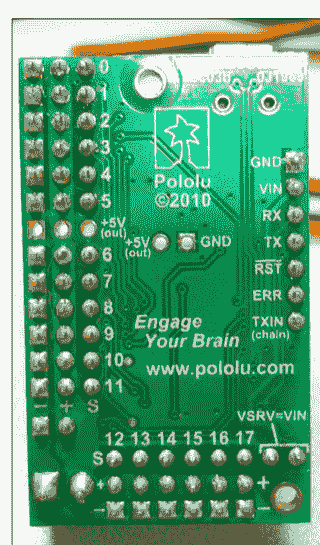 0
1
2
3
4
5
+5V
(out)
6
7
8
9
10
11
− + S
Pololu
©2010
+5V
(out)
GND
GND
VIN
RX
TX
RST
ERR
TXIN
(chain)
Engage
Your Brain
www.pololu.com
VSRV=VIN
12 13 14 15 16 17
S
+ +
− −